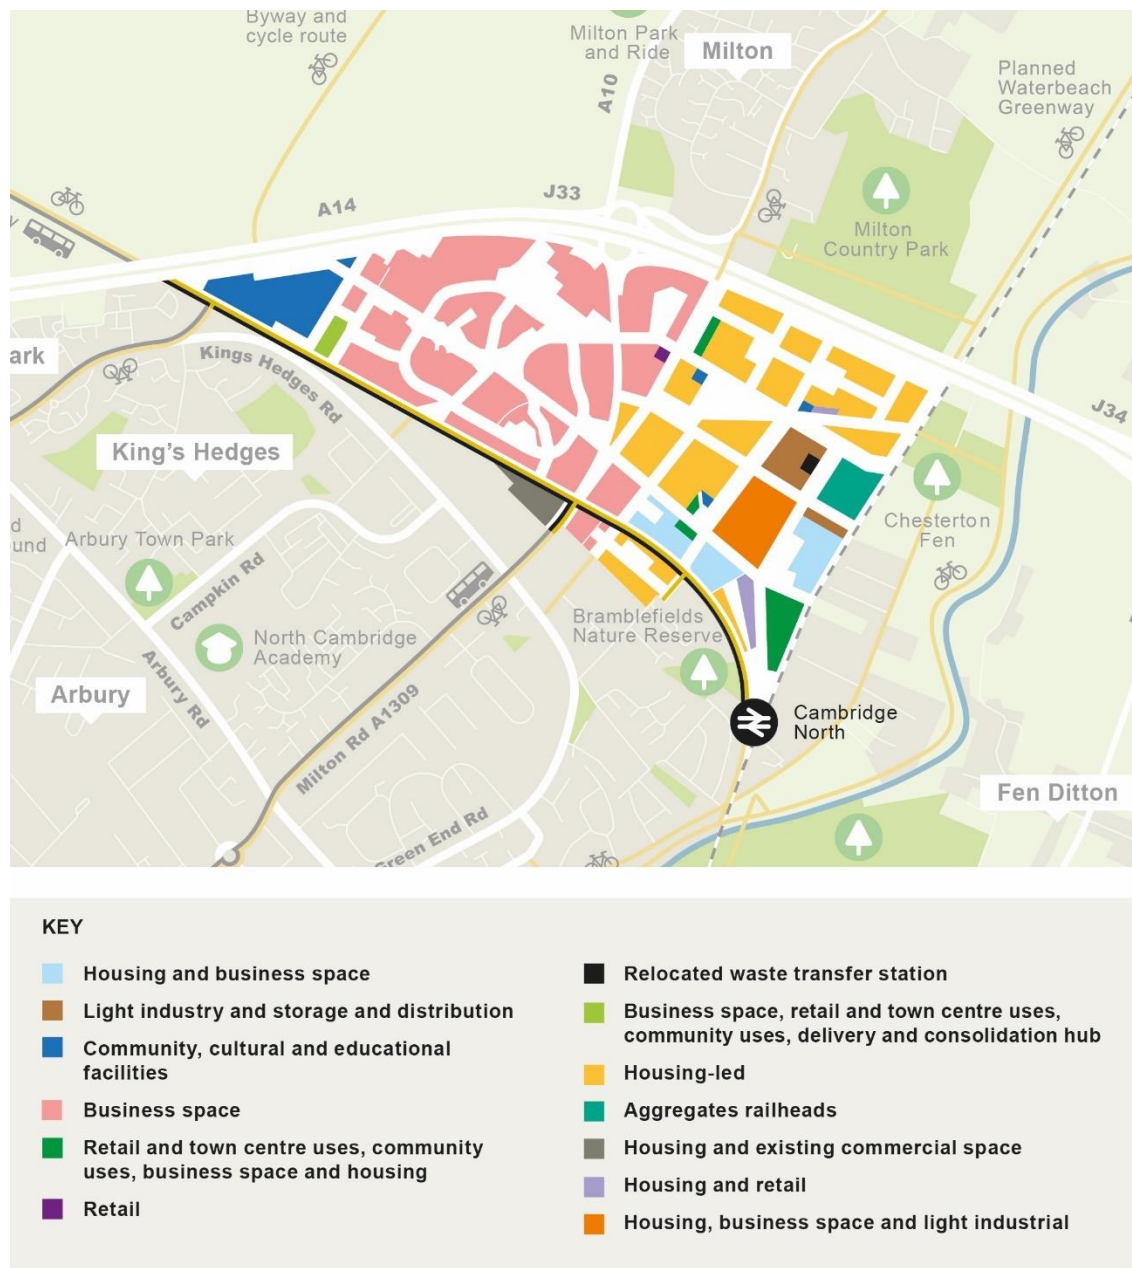 Byway and
cycle route
Milton Park
and Ride
Milton
Planned
Waterbeach
Greenway
A10
J33
A14
Milton
Country Park
ark
Kings Hedges Rd
J34
King's Hedges
Chesterton
Fen
Arbury Town Park
Campkin Rd
North Cambridge
Academy
Bramblefields
Nature Reserve
Arbury
Arbury Rd
Milton Rd A1309
Cambridge
North
Fen Ditton
Green End Rd
KEY
Housing and business space
Light industry and storage and distribution
Community, cultural and educational
facilities
Business space
Retail and town centre uses, community
uses, business space and housing
Retail
Relocated waste transfer station
Business space, retail and town centre uses,
community uses, delivery and consolidation hub
Housing-led
Aggregates railheads
Housing and existing commercial space
Housing and retail
Housing, business space and light industrial